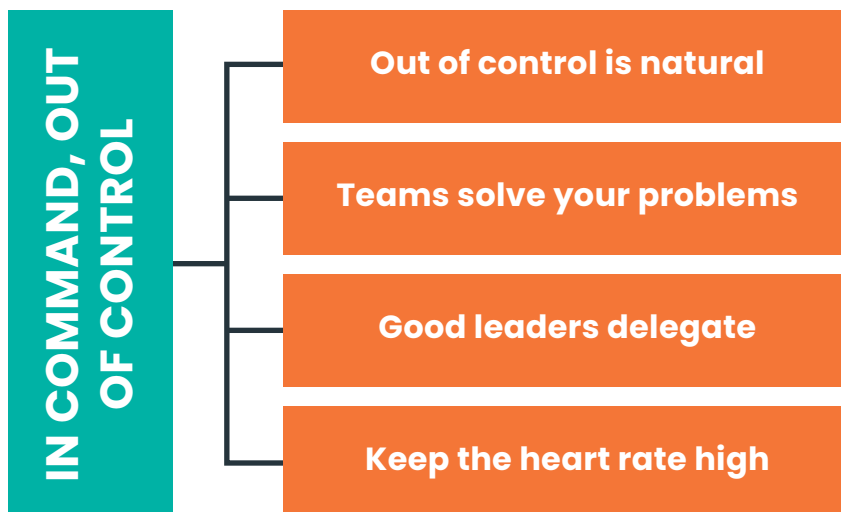 IN COMMAND, OUT
OF CONTROL
Out of control is natural
Teams solve your problems
Good leaders delegate
Keep the heart rate high